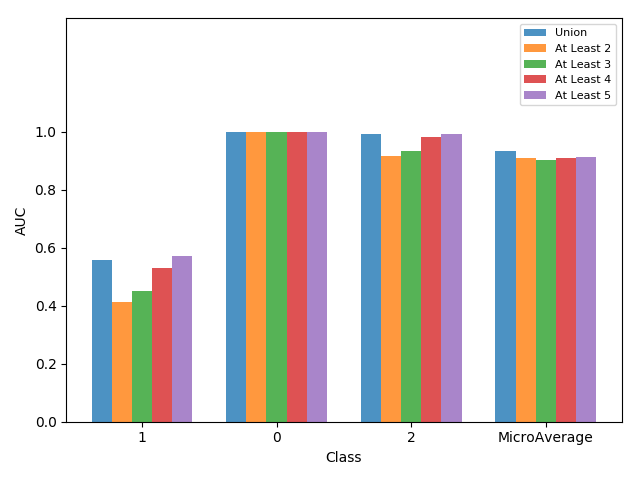 Union
At Least 2
At Least 3
At Least 4
At Least 5
1.0
0.8
0.6
0.4
0.2
0.0
AUC
1 0 2 MicroAverage
Class